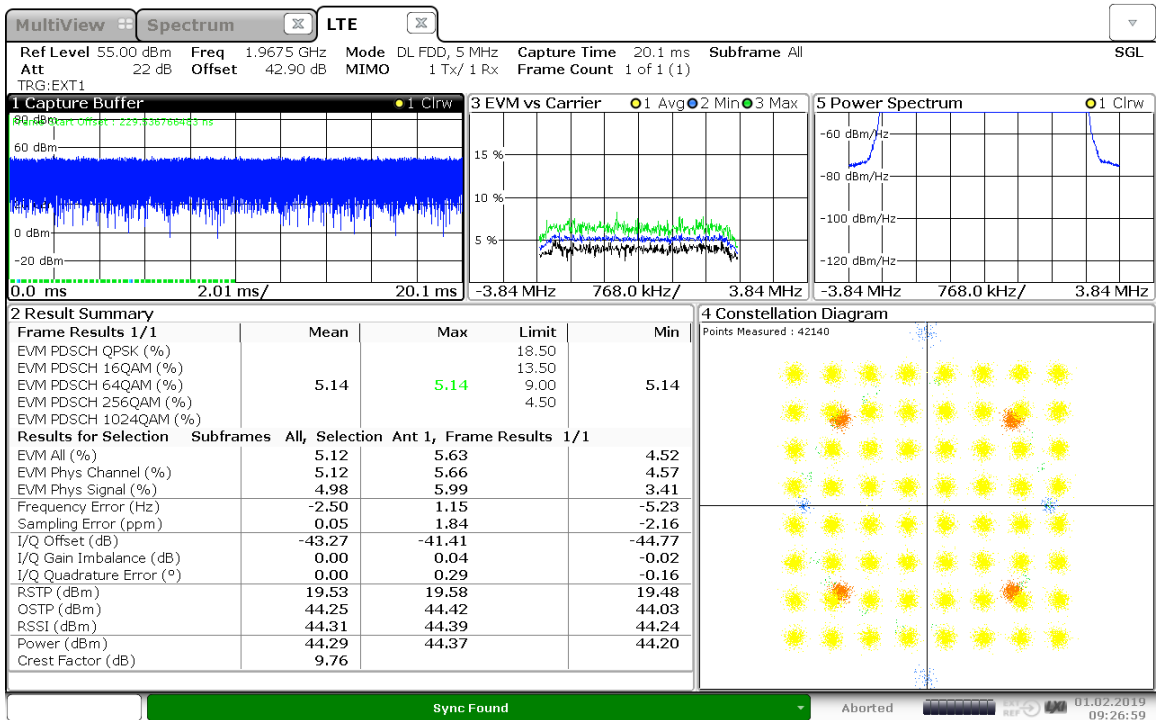 MultiView Spectrum LTE
Ref Level 55.00 dBm Freq 1.9675 GHz Mode DL FDD, 5 MHz Capture Time 20.1 ms Subframe All SGL
Att 22 dB Offset 42.90 dB MIMO 1 Tx/ 1 Rx Frame Count 1 of 1 (1)
TRG:EXT1
1 Capture Buffer 1 Clrw
80 dBm
60 dBm
0 dBm
-20 dBm
0.0 ms 2.01 ms/ 20.1 ms
3 EVM vs Carrier 1 Avg 2 Min 3 Max
15 %
10 %
5 %
-3.84 MHz 768.0 kHz/ 3.84 MHz
5 Power Spectrum 1 Clrw
-60 dBm/Hz
-80 dBm/Hz
-100 dBm/Hz
-120 dBm/Hz
-3.84 MHz 768.0 kHz/ 3.84 MHz
2 Result Summary
Frame Results 1/1 Mean Max Limit Min
EVM PDSCH QPSK (%) 18.50
EVM PDSCH 16QAM (%) 13.50
EVM PDSCH 64QAM (%) 5.14 5.14 9.00 5.14
EVM PDSCH 256QAM (%) 4.50
EVM PDSCH 1024QAM (%)
Results for Selection Subframes All, Selection Ant 1, Frame Results 1/1
EVM All (%) 5.12 5.63 4.52
EVM Phys Channel (%) 5.12 5.66 4.57
EVM Phys Signal (%) 4.98 5.99 3.41
Frequency Error (Hz) -2.50 1.15 -5.23
Sampling Error (ppm) 0.05 1.84 -2.16
I/Q Offset (dB) -43.27 -41.41 -44.77
I/Q Gain Imbalance (dB) 0.00 0.04 -0.02
I/Q Quadrature Error (º) 0.00 0.29 -0.16
RSTP (dBm) 19.53 19.58 19.48
OSTP (dBm) 44.25 44.42 44.03
RSSI (dBm) 44.31 44.39 44.24
Power (dBm) 44.29 44.37 44.20
Crest Factor (dB) 9.76
4 Constellation Diagram
Points Measured : 42140
Sync Found
Aborted
EXT
REF
LXI
01.02.2019
09:26:59